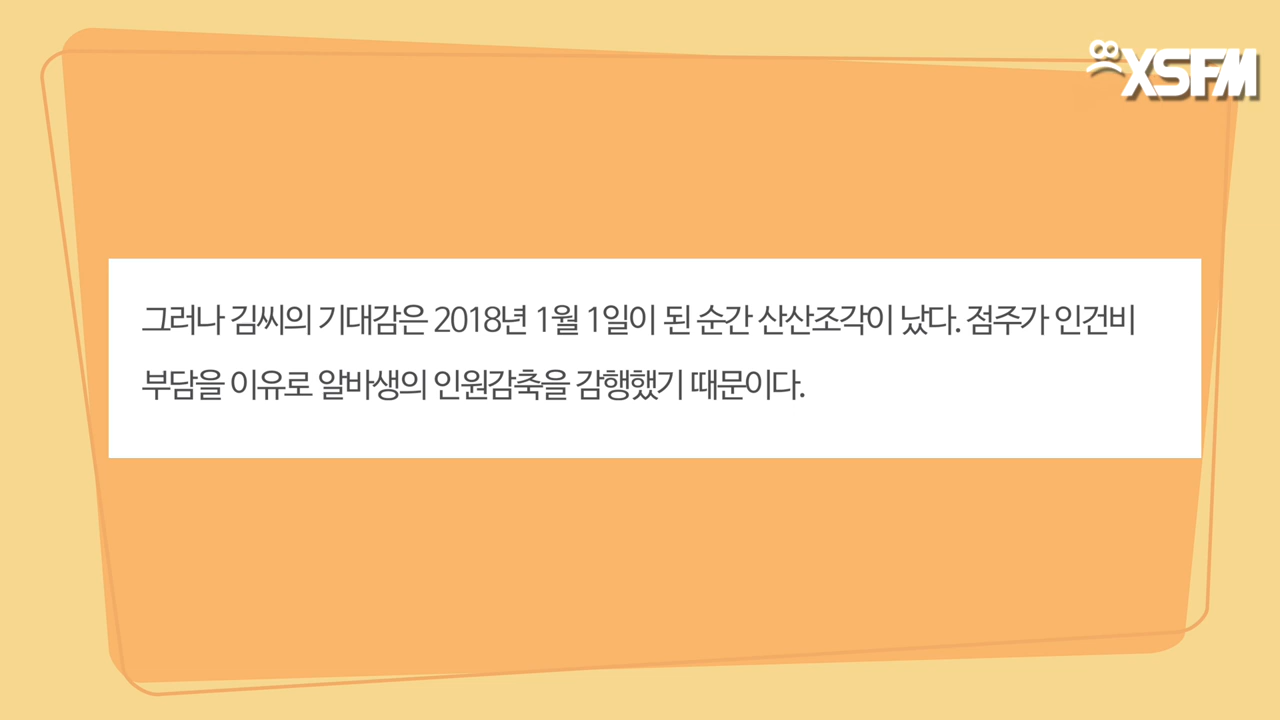 XSFM
그러나 김씨의 기대감은 2018년 1월 1일이 된 순간 산산조각이 났다. 점주가 인건비
부담을 이유로 알바생의 인원감축을 감행했기 때문이다.